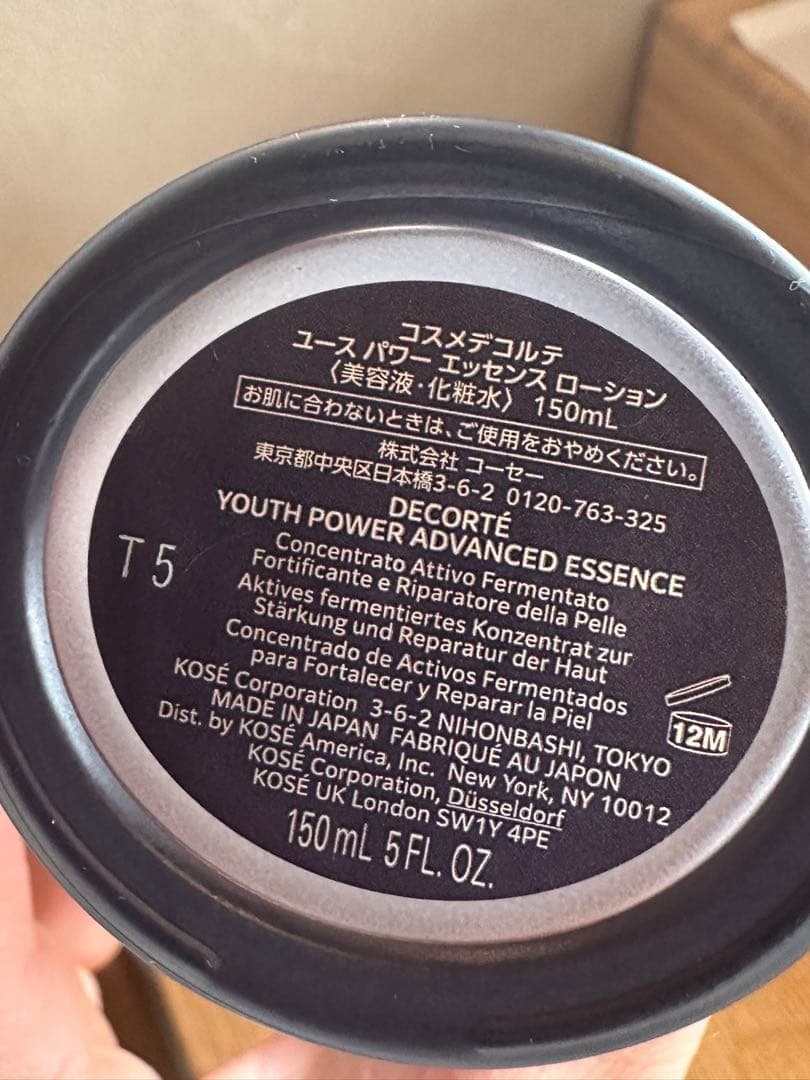 コスメデコルテ
ユース パワー エッセンス ローション
〈美容液・化粧水〉 150mL
お肌に合わないときは、ご使用をおやめください。
株式会社 コーセー
東京都中央区日本橋3-6-2 0120-763-325
DECORTÉ
YOUTH POWER ADVANCED ESSENCE
Concentrato Attivo Fermentato
Fortificante e Riparatore della Pelle
Aktives fermentiertes Konzentrat zur
Stärkung und Reparatur der Haut
Concentrado de Activos Fermentados
para Fortalecer y Reparar la Piel
KOSÉ Corporation 3-6-2 NIHONBASHI, TOKYO
MADE IN JAPAN FABRIQUÉ AU JAPON
Dist. by KOSÉ America, Inc. New York, NY 10012
KOSÉ Corporation, Düsseldorf
KOSÉ UK London SW1Y 4PE
150mL 5FL. OZ.
T5
12M